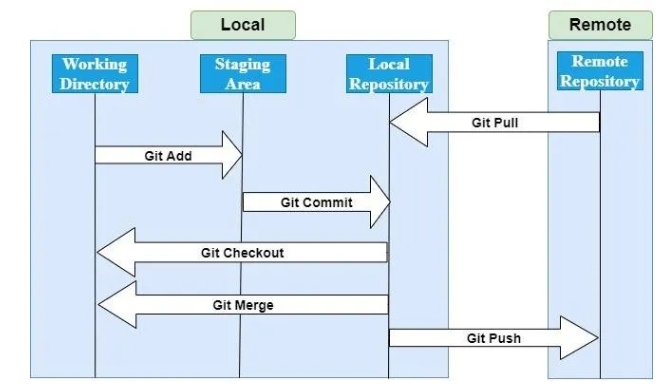 Local
Remote
Working
Directory
Staging
Area
Local
Repository
Remote
Repository
Git Pull
Git Add
Git Commit
Git Checkout
Git Merge
Git Push